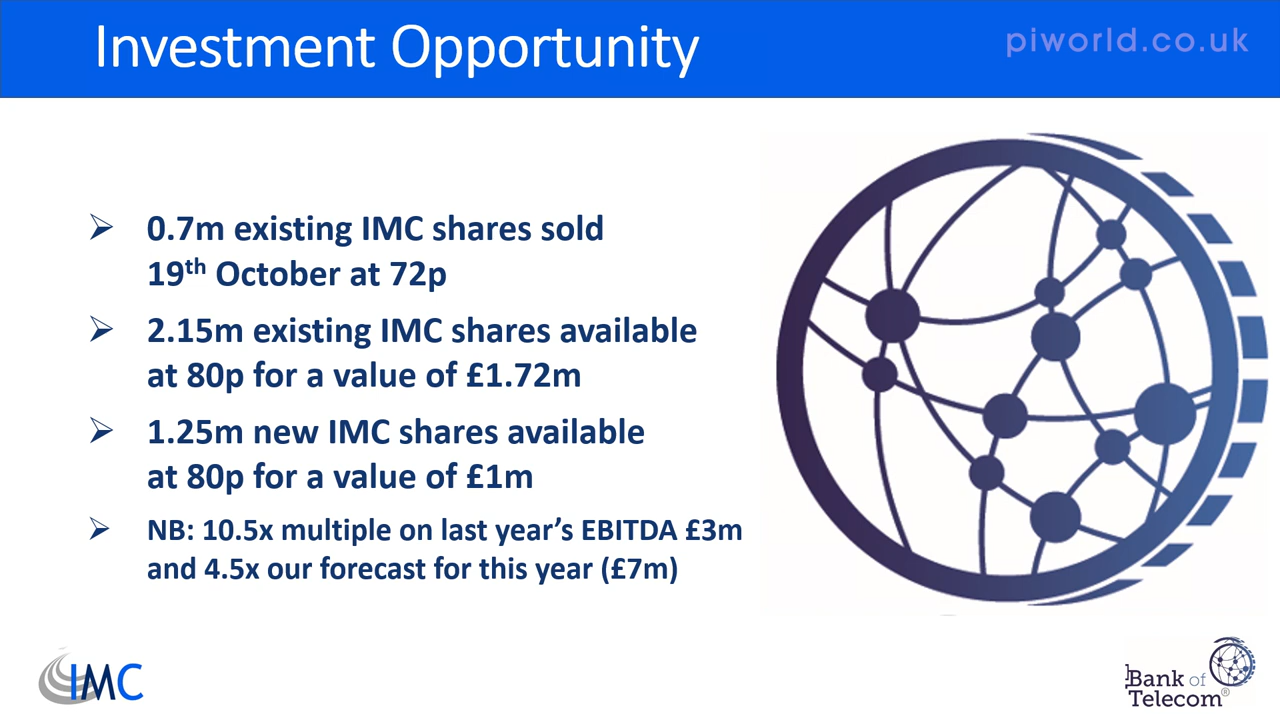 Investment Opportunity
piworld.co.uk
➢ 0.7m existing IMC shares sold
19th October at 72p
➢ 2.15m existing IMC shares available
at 80p for a value of £1.72m
➢ 1.25m new IMC shares available
at 80p for a value of £1m
➢ NB: 10.5x multiple on last year’s EBITDA £3m
and 4.5x our forecast for this year (£7m)
IMC
Bank of
Telecom®